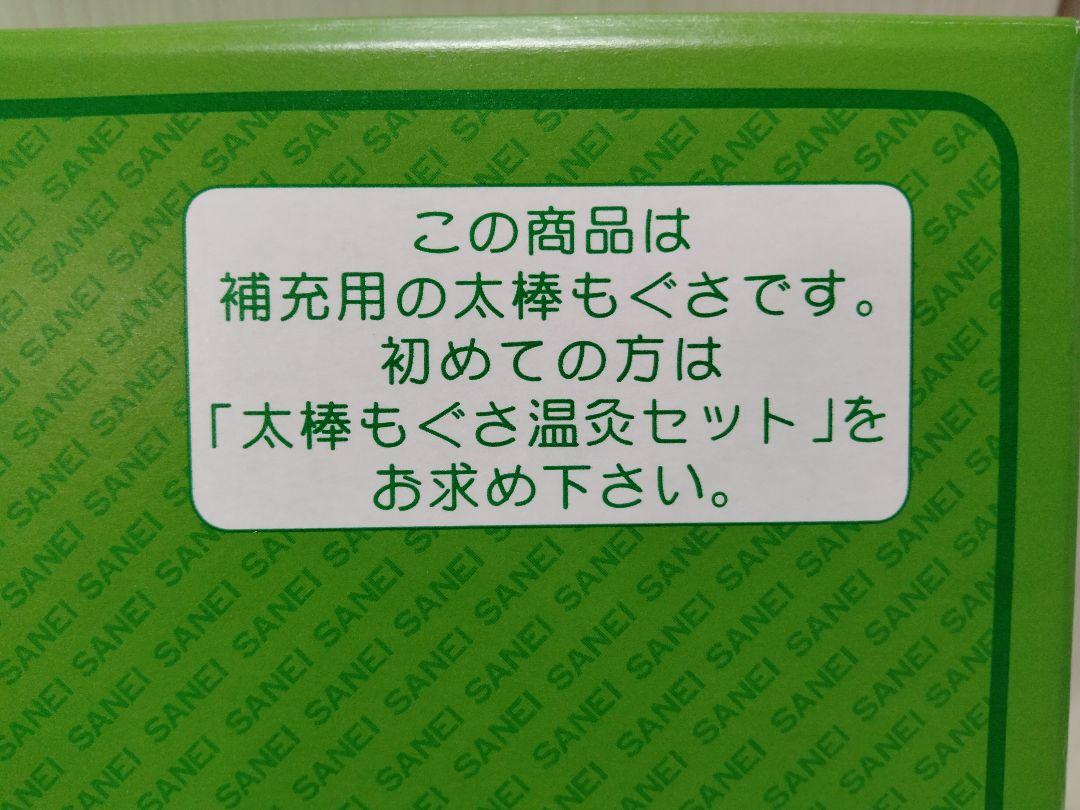 この商品は
補充用の太棒もぐさです。
初めての方は
「太棒もぐさ温灸セット」を
お求め下さい。
SANEI